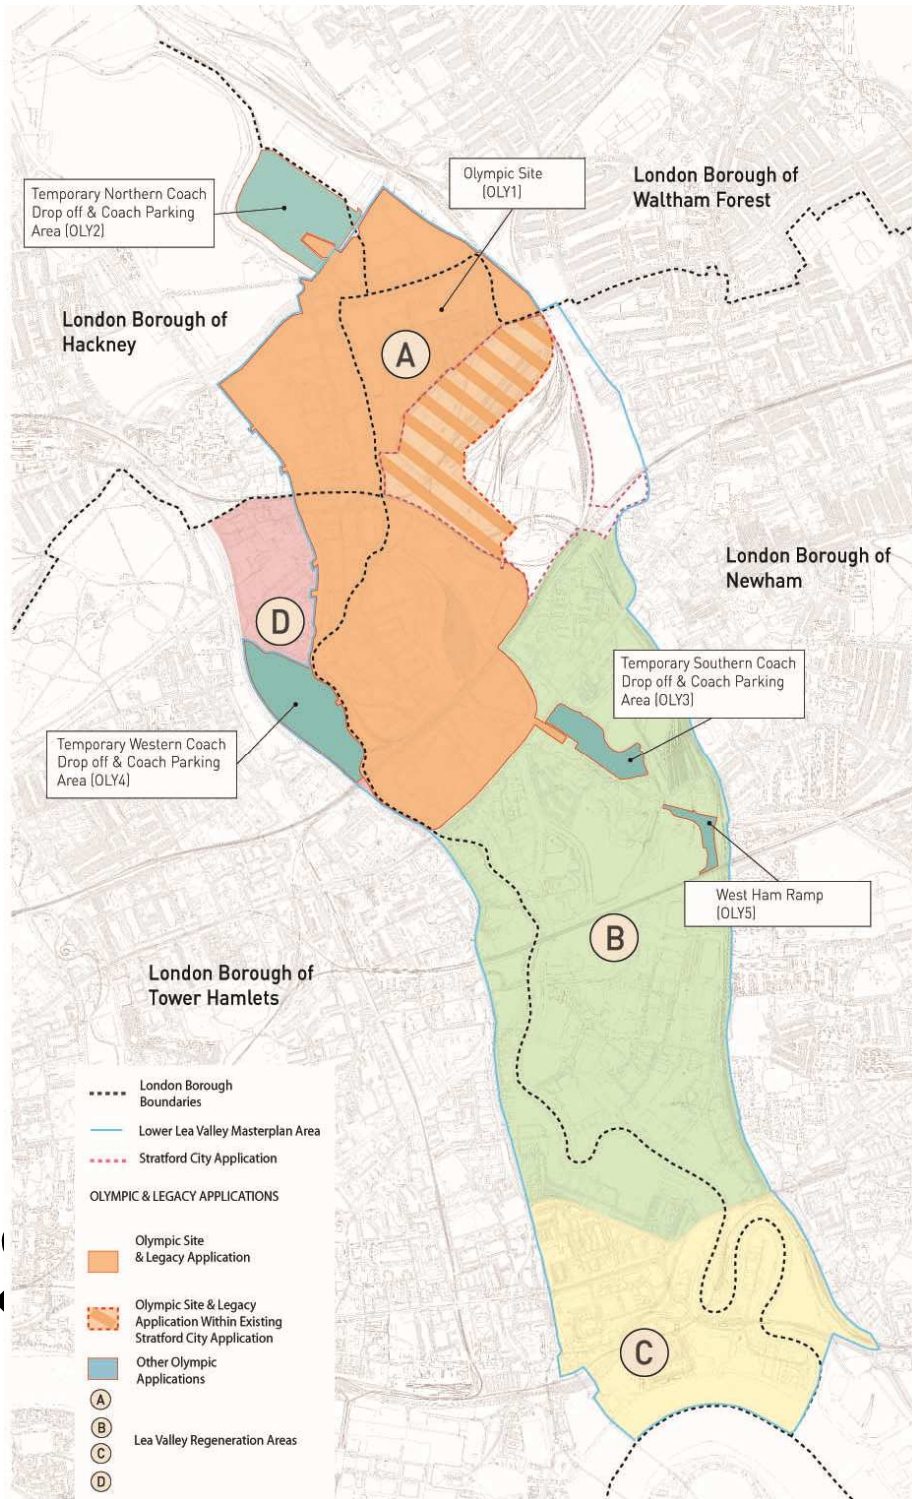 Olympic Site
(OLY1)
London Borough of
Waltham Forest
Temporary Northern Coach
Drop off & Coach Parking
Area (OLY2)
London Borough of
Hackney
A
London Borough of
Newham
D
Temporary Southern Coach
Drop off & Coach Parking
Area (OLY3)
Temporary Western Coach
Drop off & Coach Parking
Area (OLY4)
West Ham Ramp
(OLY5)
B
London Borough of
Tower Hamlets
C
London Borough
Boundaries
Lower Lea Valley Masterplan Area
Stratford City Application
OLYMPIC & LEGACY APPLICATIONS
Olympic Site
& Legacy Application
Olympic Site & Legacy
Application Within Existing
Stratford City Application
Other Olympic
Applications
A
B
C
D
Lea Valley Regeneration Areas